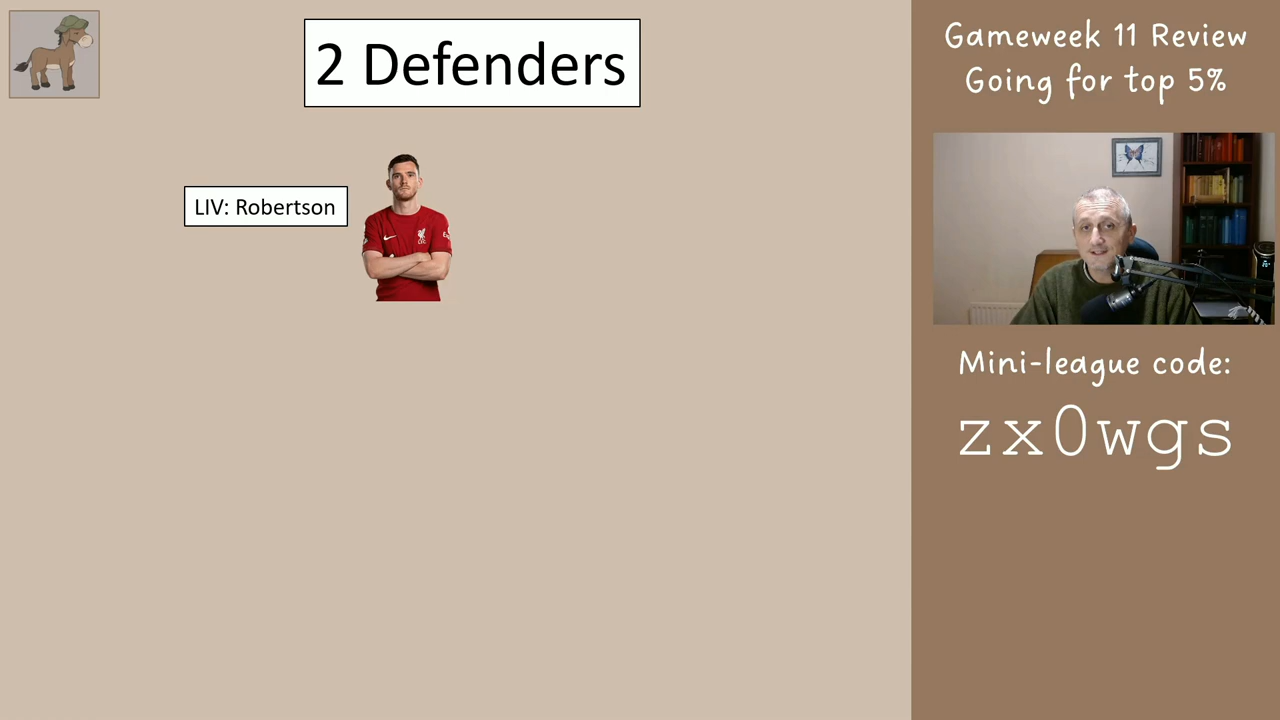 2 Defenders
LIV: Robertson
Gameweek 11 Review
Going for top 5%
Mini-league code:
zx0wgs